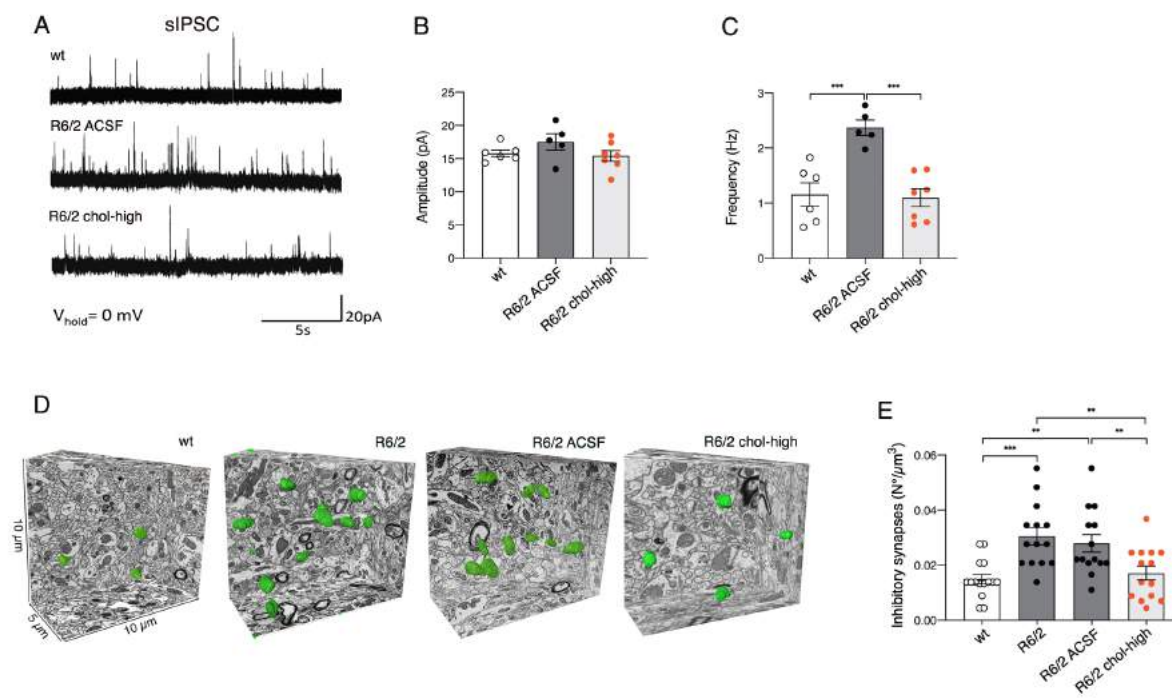 A
sIPSC
wt
R6/2 ACSF
R6/2 chol-high
Vhold= 0 mV
5s
20pA
B
Amplitude (pA)
25
20
15
10
5
0
wt
R6/2 ACSF
R6/2 chol-high
C
Frequency (Hz)
3
2
1
0
***
***
wt
R6/2 ACSF
R6/2 chol-high
D
wt
R6/2
R6/2 ACSF
R6/2 chol-high
10 µm
5 µm
10 µm
E
Inhibitory synapses (N°/µm³)
0.06
0.04
0.02
0.00
**
**
**
***
wt
R6/2
R6/2 ACSF
R6/2 chol-high